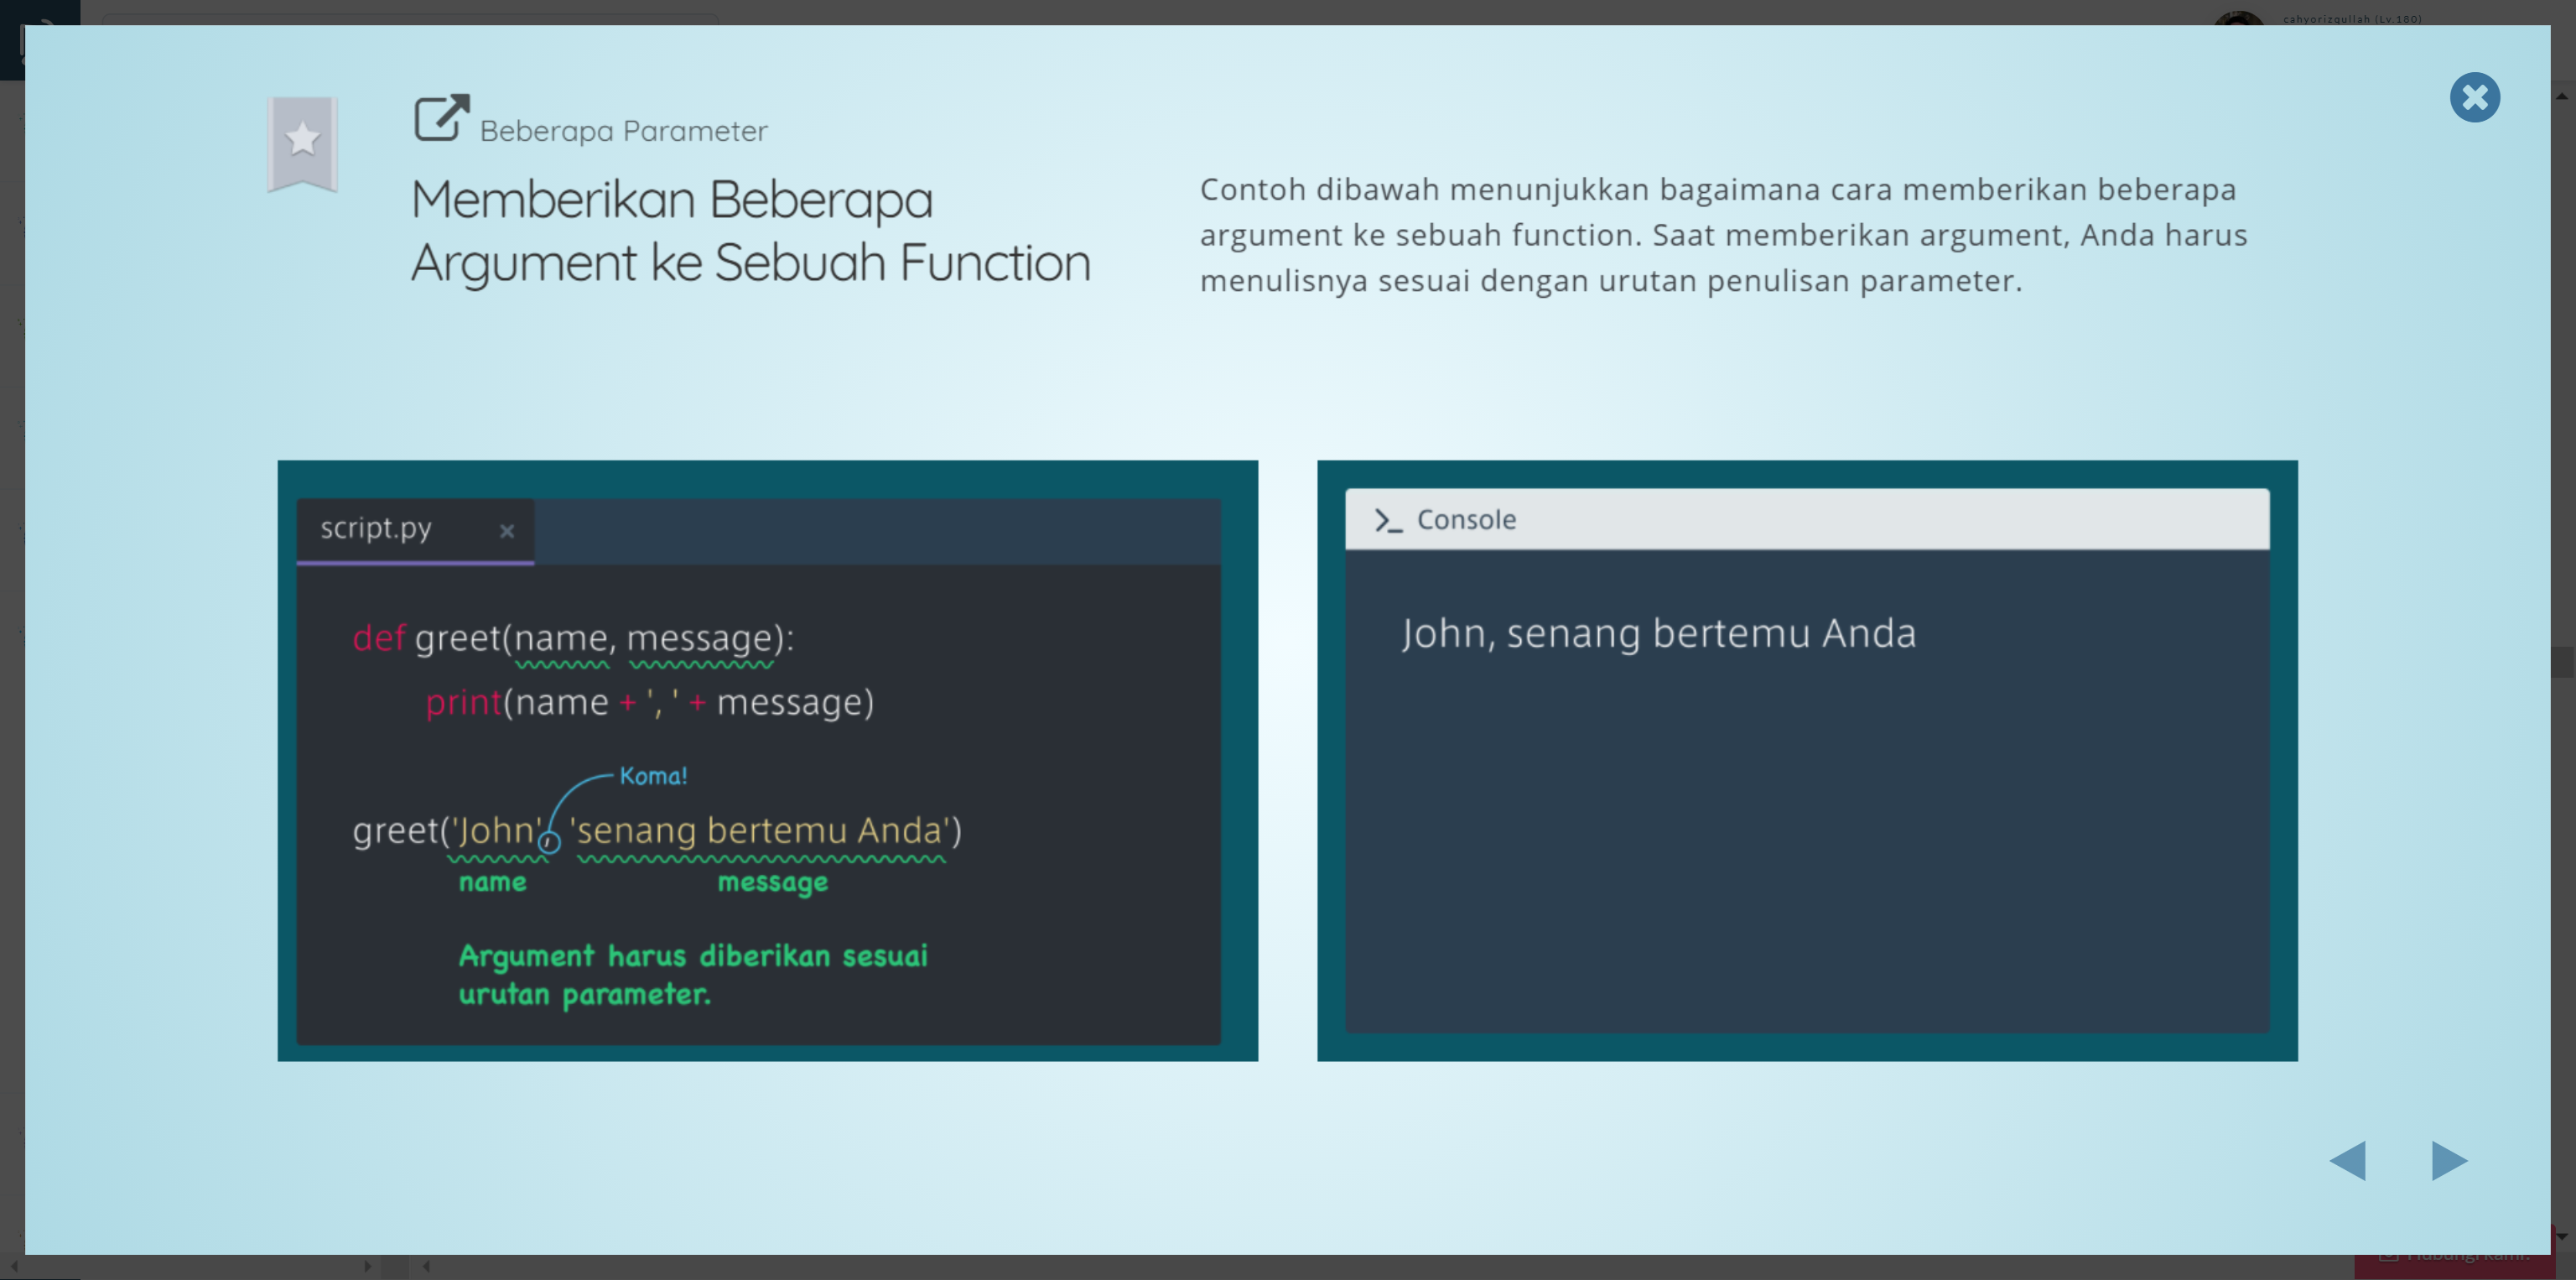 cahyorizqullah (Lv.180)
Beberapa Parameter
Memberikan Beberapa
Argument ke Sebuah Function
Contoh dibawah menunjukkan bagaimana cara memberikan beberapa
argument ke sebuah function. Saat memberikan argument, Anda harus
menulisnya sesuai dengan urutan penulisan parameter.
script.py
def greet(name, message):
print(name + ', ' + message)
Koma!
greet('John', 'senang bertemu Anda')
name message
Argument harus diberikan sesuai
urutan parameter.
Console
John, senang bertemu Anda
Hubungi kami!